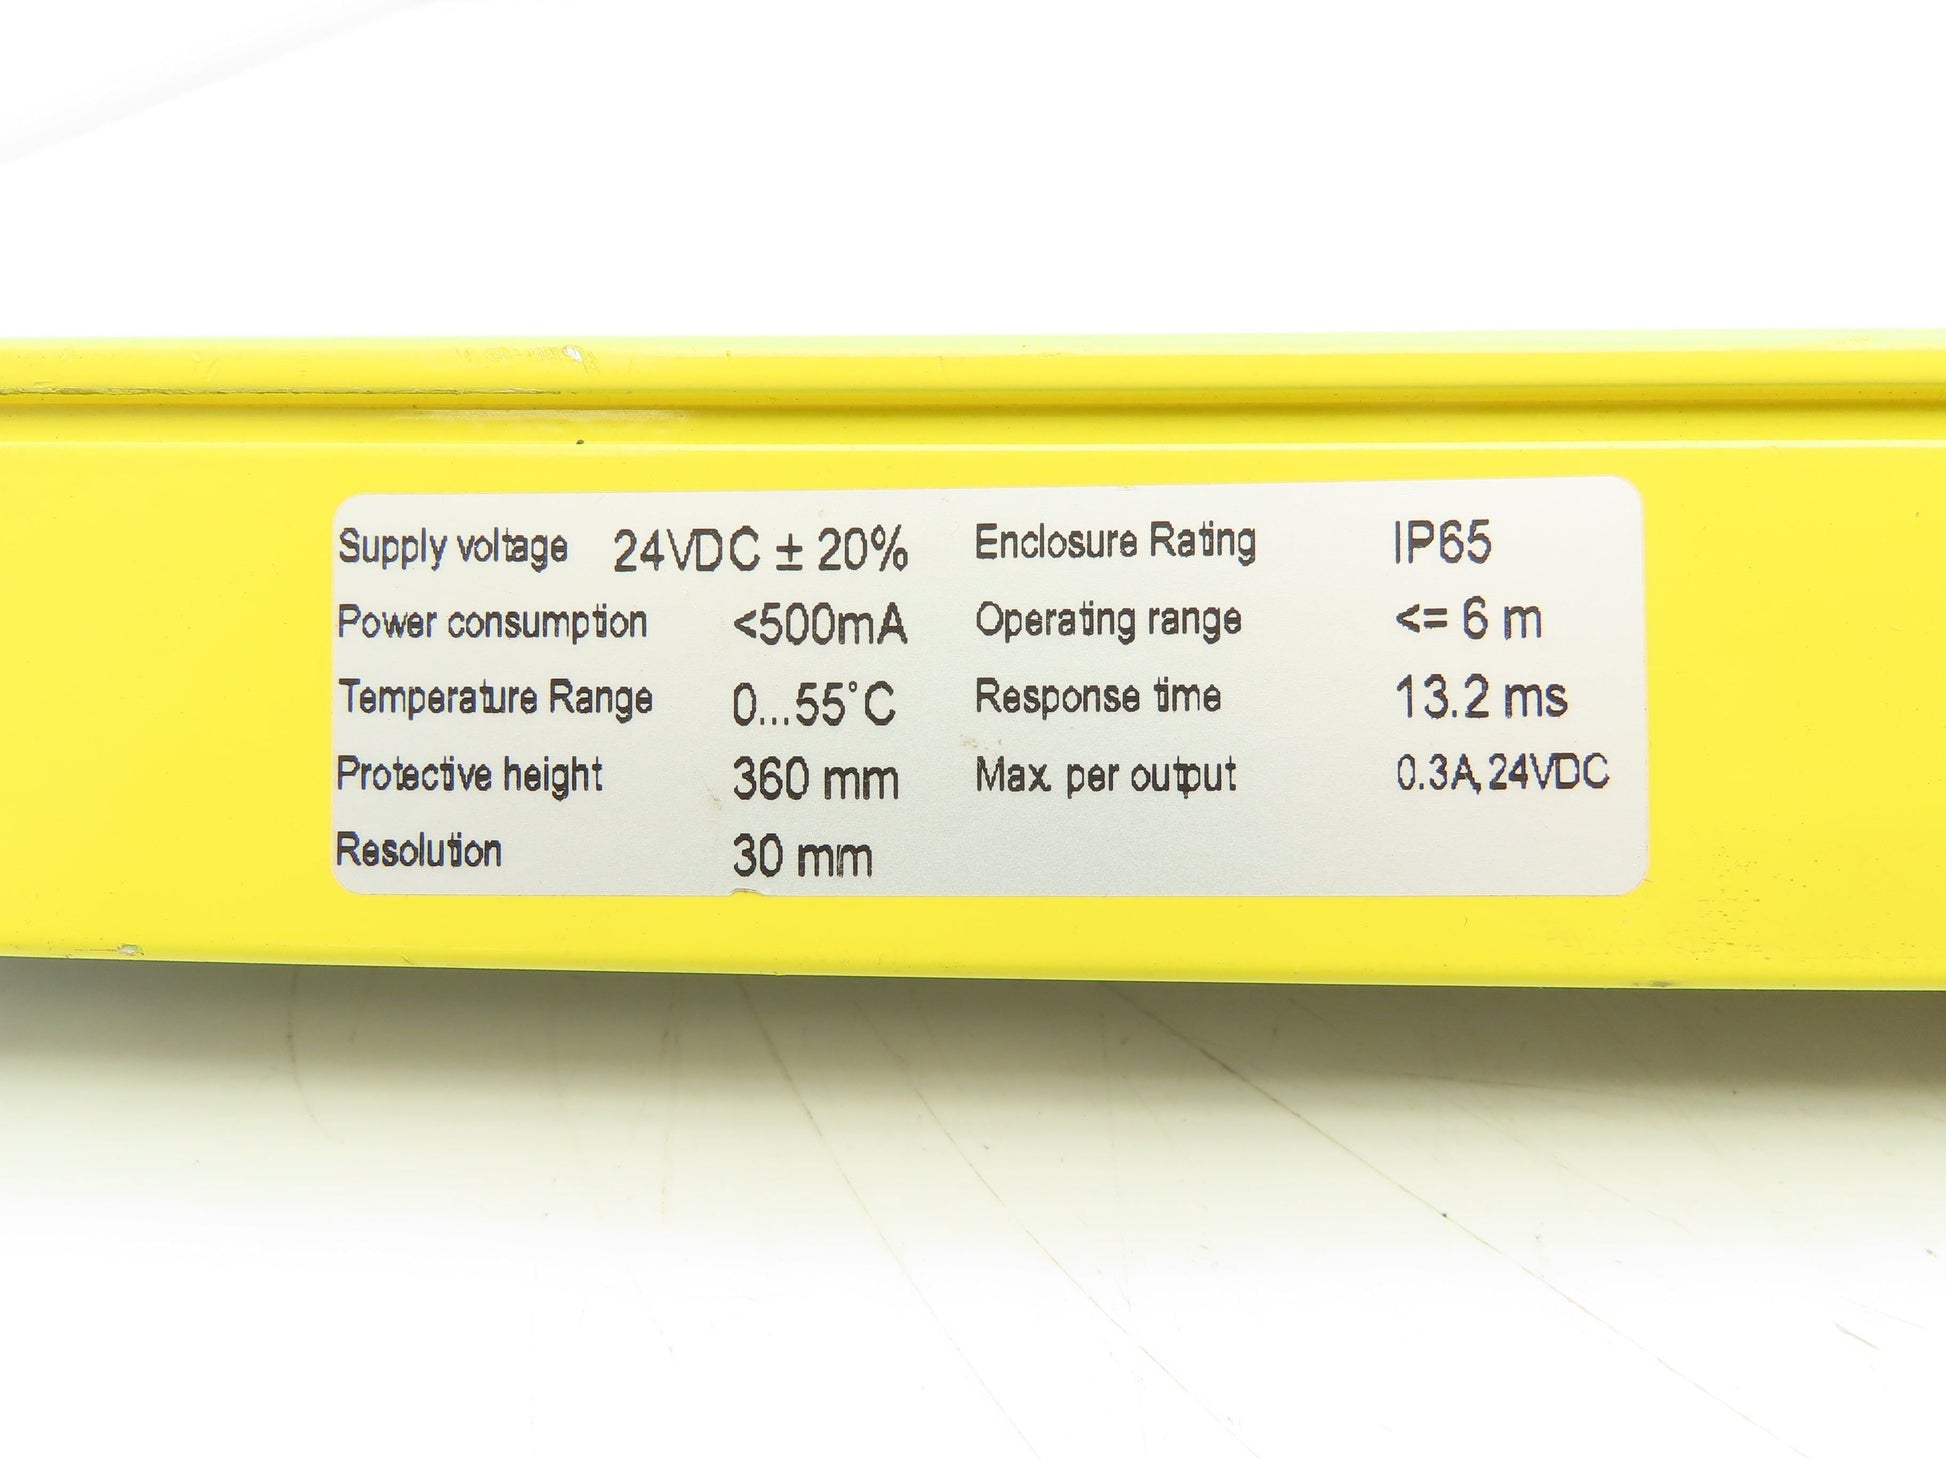 Supply voltage 24VDC ± 20% Enclosure Rating IP65
Power consumption <500mA Operating range <= 6 m
Temperature Range 0...55°C Response time 13.2 ms
Protective height 360 mm Max. per output 0.3A,24VDC
Resolution 30 mm